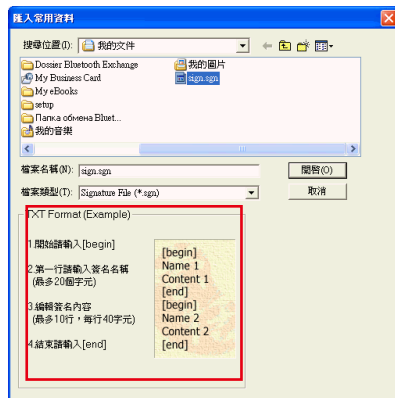 匯入常用資料
搜尋位置(I): 我的文件
Dossier Bluetooth Exchange
My Business Card
My eBooks
setup
Папка обмена Bluet...
我的音樂
我的圖片
sign.sgn
檔案名稱(N): sign.sgn
開啟(O)
檔案類型(T): Signature File (*.sgn)
取消
TXT Format (Example)
1.開始請輸入[begin]
2.第一行請輸入簽名名稱
(最多20個字元)
3.編輯簽名內容
(最多10行，每行40字元)
4.結束請輸入[end]
[begin]
Name 1
Content 1
[end]
[begin]
Name 2
Content 2
[end]